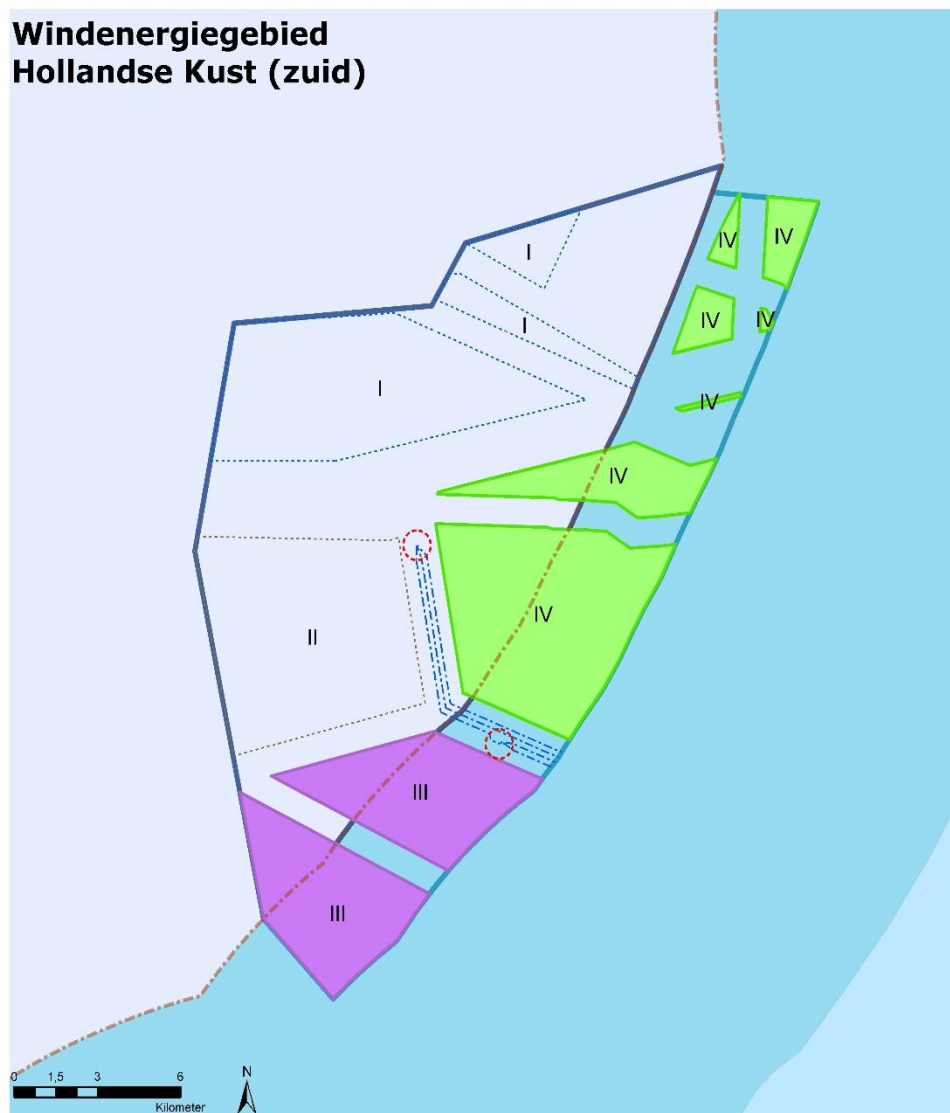 Windenergiegebied
Hollandse Kust (zuid)
I
IV
IV
I
IV
IV
I
IV
IV
II
IV
III
III
0 1,5 3 6
Kilometer
N